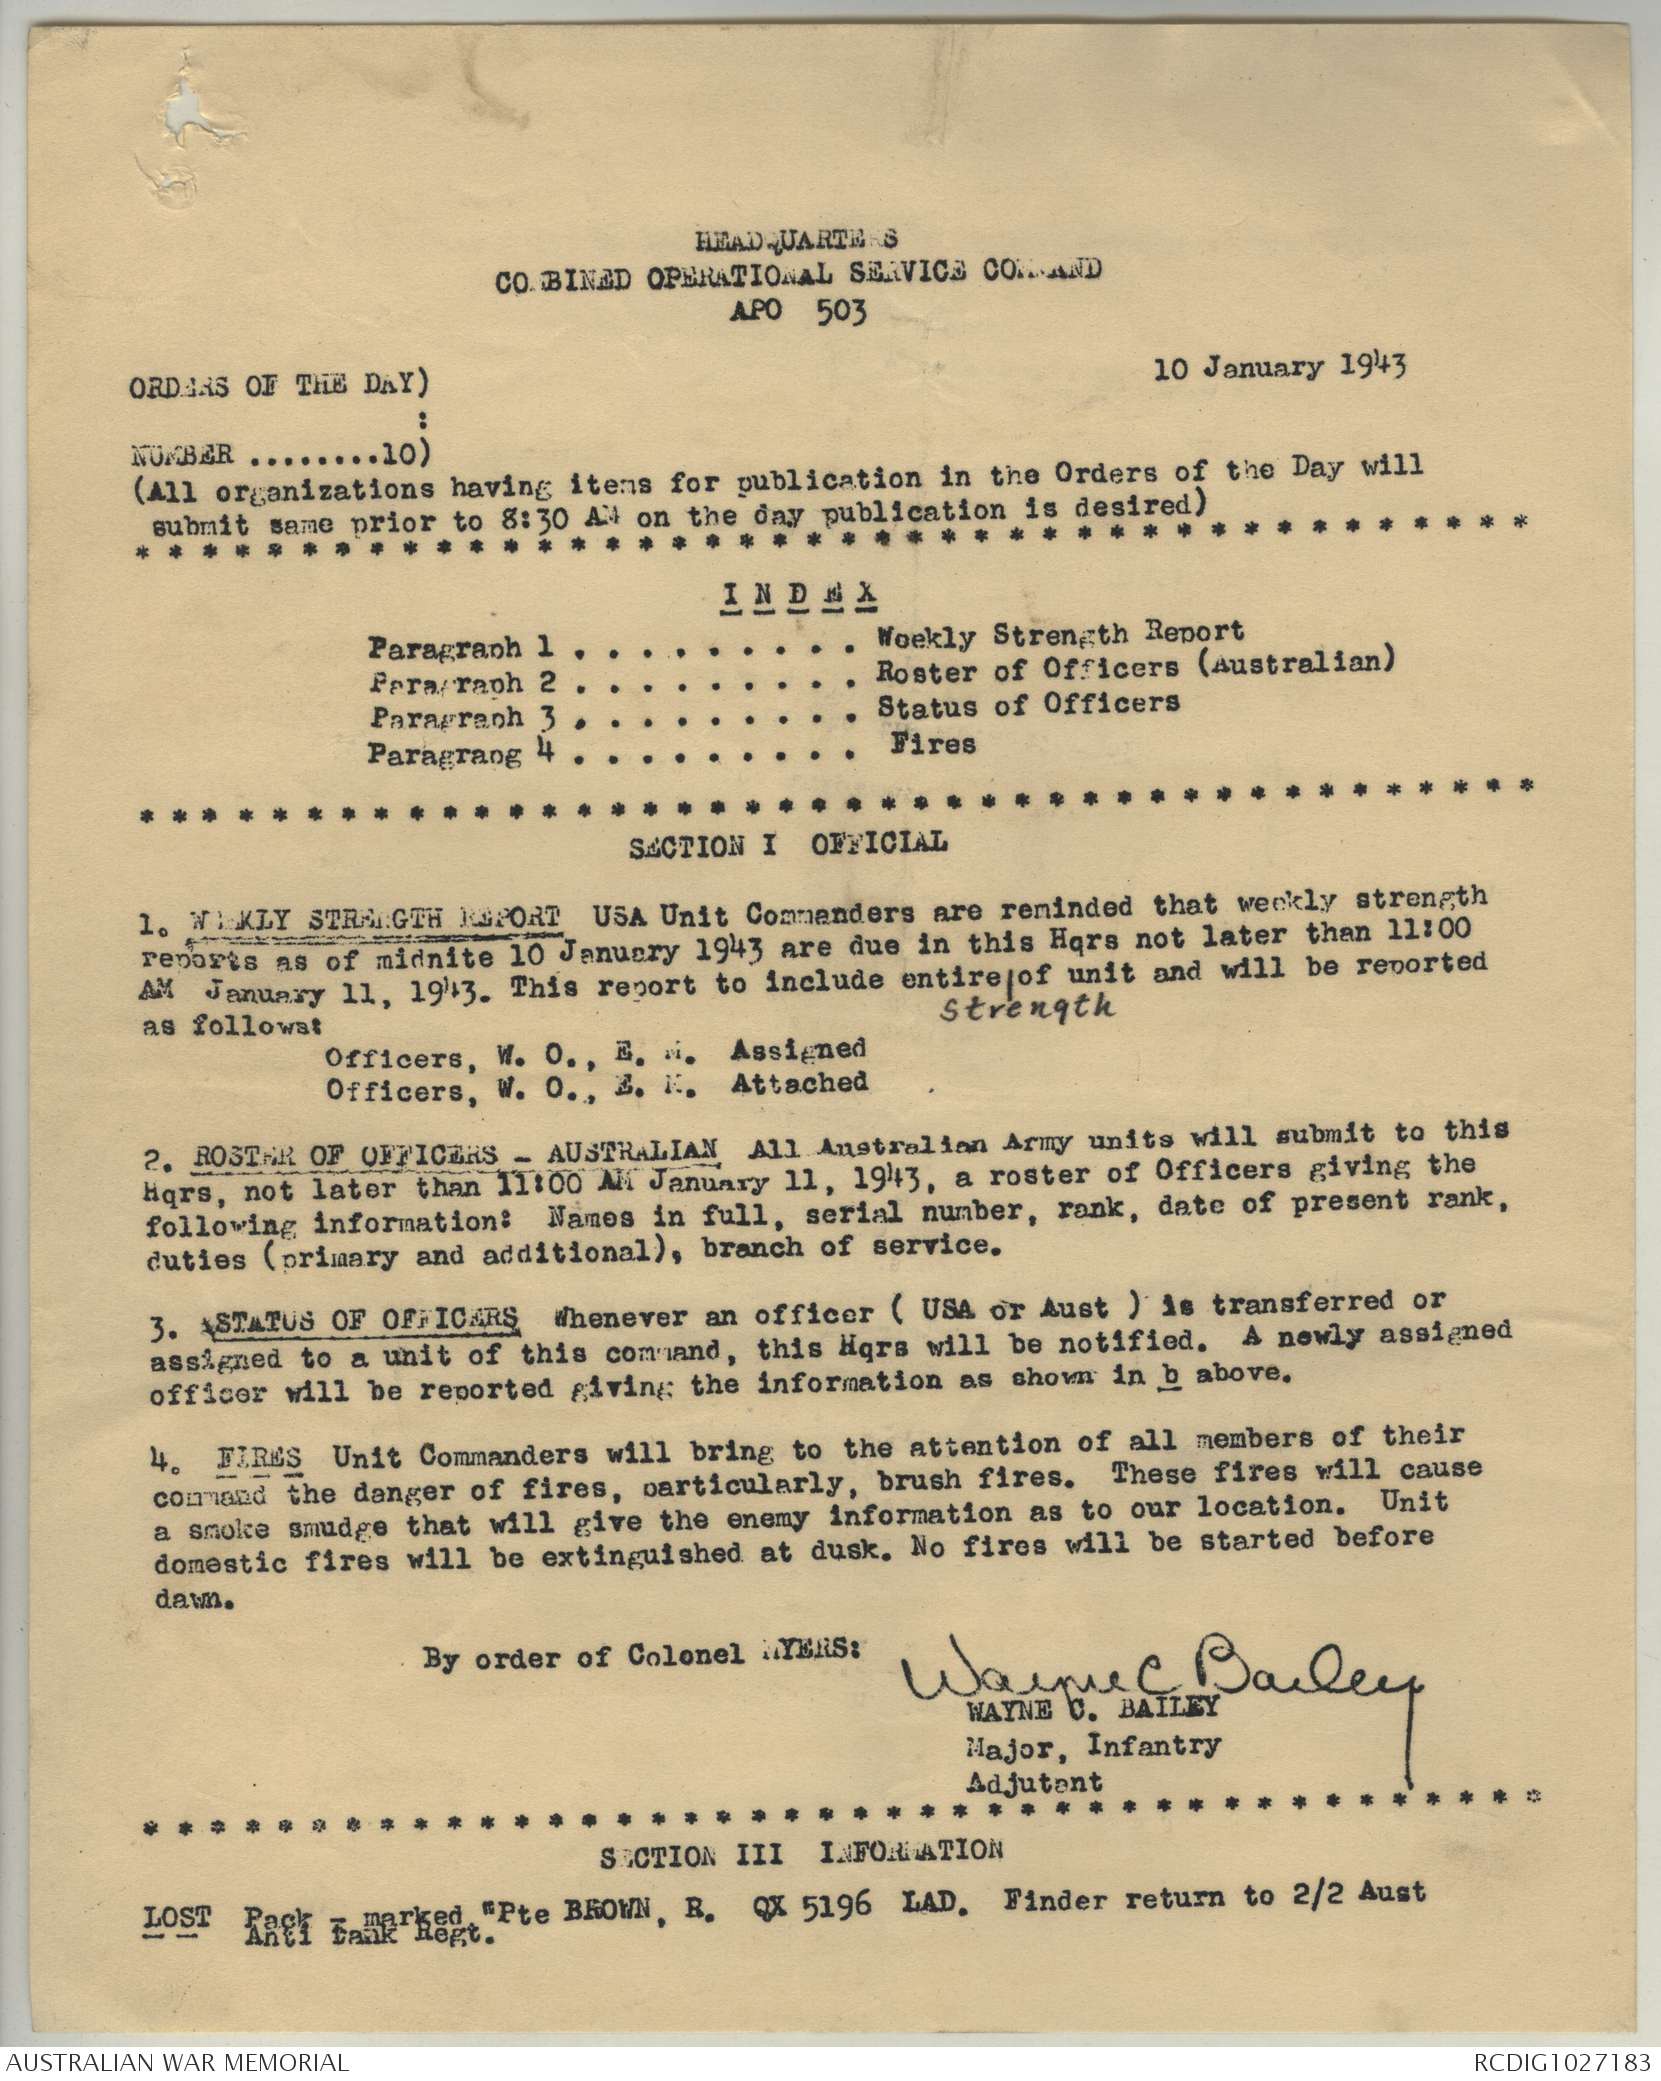 HEADQUARTERS
COMBINED OPERATIONAL SERVICE COMMAND
APO 503
10 January 1943
ORDERS OF THE DAY)
:
NUMBER ........10)
(All organizations having items for publication in the Orders of the Day will
submit same prior to 8:30 AM on the day publication is desired)
* * * * * * * * * * * * * * * * * * * * * * * * * * * * * * * * * * * * * * * * * *
I N D E X
Paragraph 1 . . . . . . . . . Weekly Strength Report
Paragraph 2 . . . . . . . . . Roster of Officers (Australian)
Paragraph 3 . . . . . . . . . Status of Officers
Paragrapg 4 . . . . . . . . . Fires
* * * * * * * * * * * * * * * * * * * * * * * * * * * * * * * * * * * * * * * * * *
SECTION I OFFICIAL
1. WEEKLY STRENGTH REPORT USA Unit Commanders are reminded that weekly strength
reports as of midnite 10 January 1943 are due in this Hqrs not later than 11:00
AM January 11, 1943. This report to include entire|of unit and will be reported
strength
as follows:
Officers, W. O., E. M. Assigned
Officers, W. O., E. M. Attached
2. ROSTER OF OFFICERS - AUSTRALIAN All Australian Army units will submit to this
Hqrs, not later than 11:00 AM January 11, 1943, a roster of Officers giving the
following information: Names in full, serial number, rank, date of present rank,
duties (primary and additional), branch of service.
3. STATUS OF OFFICERS Whenever an officer ( USA or Aust ) is transferred or
assigned to a unit of this command, this Hqrs will be notified. A newly assigned
officer will be reported giving the information as shown in b above.
4. FIRES Unit Commanders will bring to the attention of all members of their
command the danger of fires, particularly, brush fires. These fires will cause
a smoke smudge that will give the enemy information as to our location. Unit
domestic fires will be extinguished at dusk. No fires will be started before
dawn.
By order of Colonel MYERS:
Wayne C Bailey
WAYNE C. BAILEY
Major, Infantry
Adjutant
* * * * * * * * * * * * * * * * * * * * * * * * * * * * * * * * * * * * * * * * * *
SECTION III INFORMATION
LOST Pack - marked "Pte BROWN, R. QX 5196 LAD. Finder return to 2/2 Aust
Anti tank Regt.
AUSTRALIAN WAR MEMORIAL
RCDIG1027183